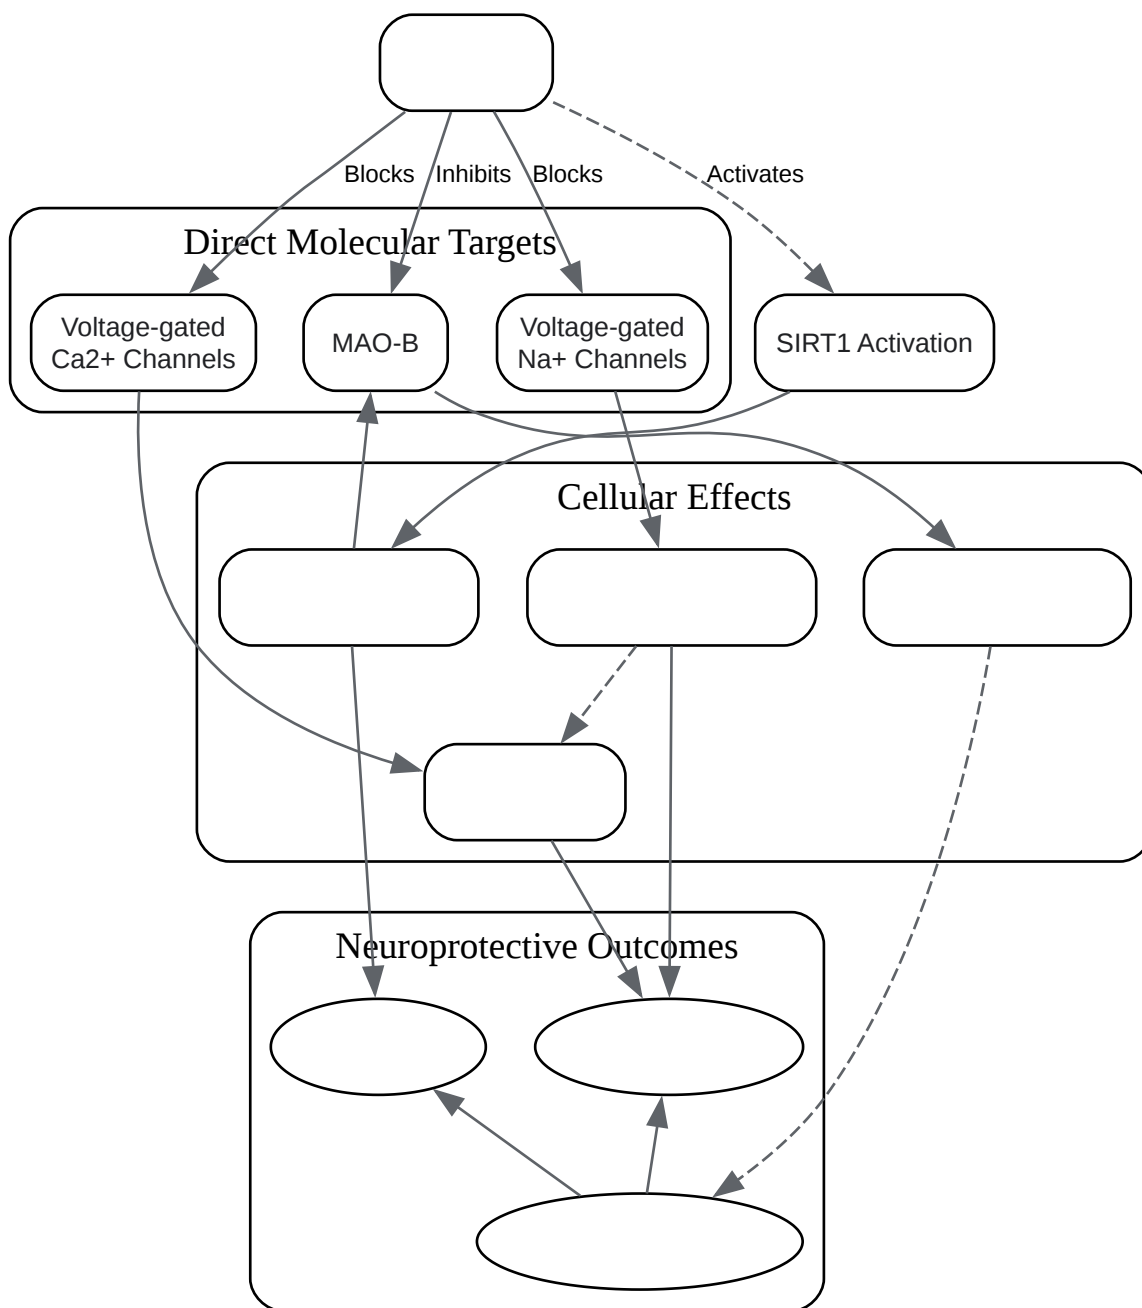 Blocks
Inhibits
Blocks
Activates
Direct Molecular Targets
Voltage-gated
Ca2+ Channels
MAO-B
Voltage-gated
Na+ Channels
SIRT1 Activation
Cellular Effects
Neuroprotective Outcomes